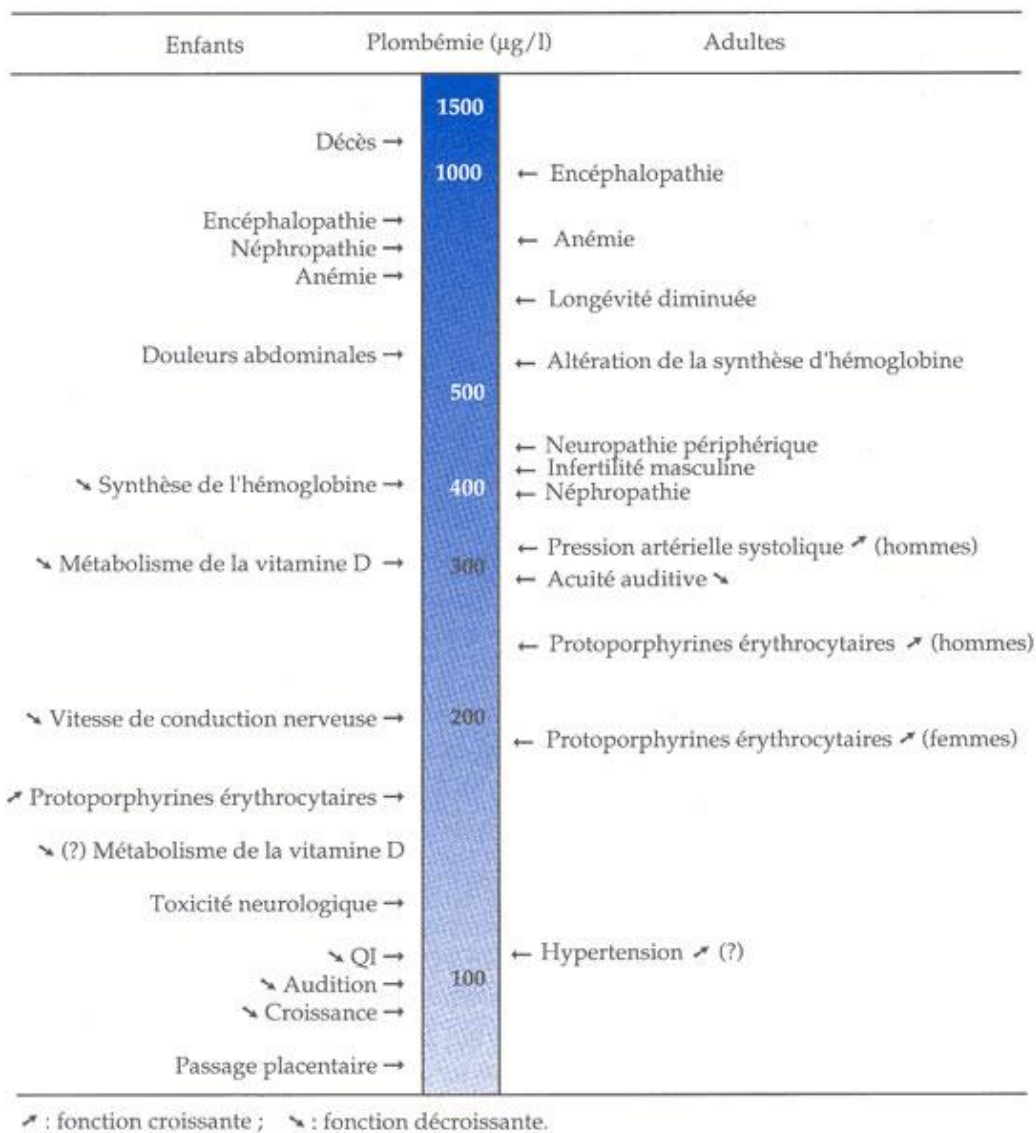 Enfants Plombémie (µg/l) Adultes
1500
Décès →
1000 ← Encéphalopathie
Encéphalopathie →
← Anémie
Néphropathie →
Anémie →
← Longévité diminuée
Douleurs abdominales → ← Altération de la synthèse d'hémoglobine
500
← Neuropathie périphérique
← Infertilité masculine
↘ Synthèse de l'hémoglobine → 400 ← Néphropathie
← Pression artérielle systolique ↗ (hommes)
↘ Métabolisme de la vitamine D → 300
← Acuité auditive ↘
← Protoporphyrines érythrocytaires ↗ (hommes)
↘ Vitesse de conduction nerveuse → 200
← Protoporphyrines érythrocytaires ↗ (femmes)
↗ Protoporphyrines érythrocytaires →
↘ (?) Métabolisme de la vitamine D
Toxicité neurologique →
↘ QI → ← Hypertension ↗ (?)
↘ Audition → 100
↘ Croissance →
Passage placentaire →
↗ : fonction croissante ; ↘ : fonction décroissante.